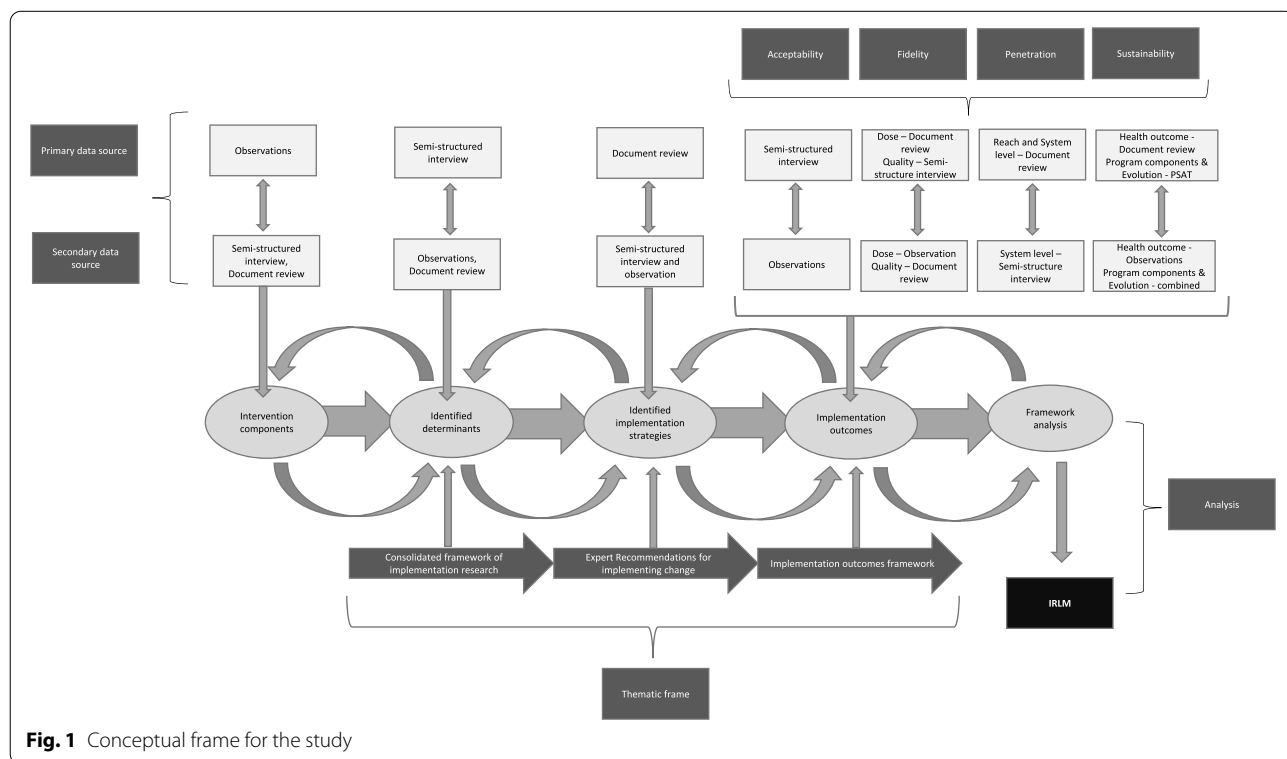 Acceptability
Fidelity
Penetration
Sustainability
Primary data source
Observations
Semi-structured
interview
Document review
Semi-structured
interview
Dose – Document
review
Quality – Semi-
structure interview
Reach and System
level – Document
review
Health outcome -
Document review
Program components &
Evolution - PSAT
Secondary data
source
Semi-structured
interview,
Document review
Observations,
Document review
Semi-structured
interview and
observation
Observations
Dose – Observation
Quality – Document
review
System level –
Semi-structure
interview
Health outcome -
Observations
Program components &
Evolution - combined
Intervention
components
Identified
determinants
Identified
implementation
strategies
Implementation
outcomes
Framework
analysis
Analysis
Consolidated framework of
implementation research
Expert Recommendations for
implementing change
Implementation outcomes framework
IRLM
Thematic frame
Fig. 1 Conceptual frame for the study